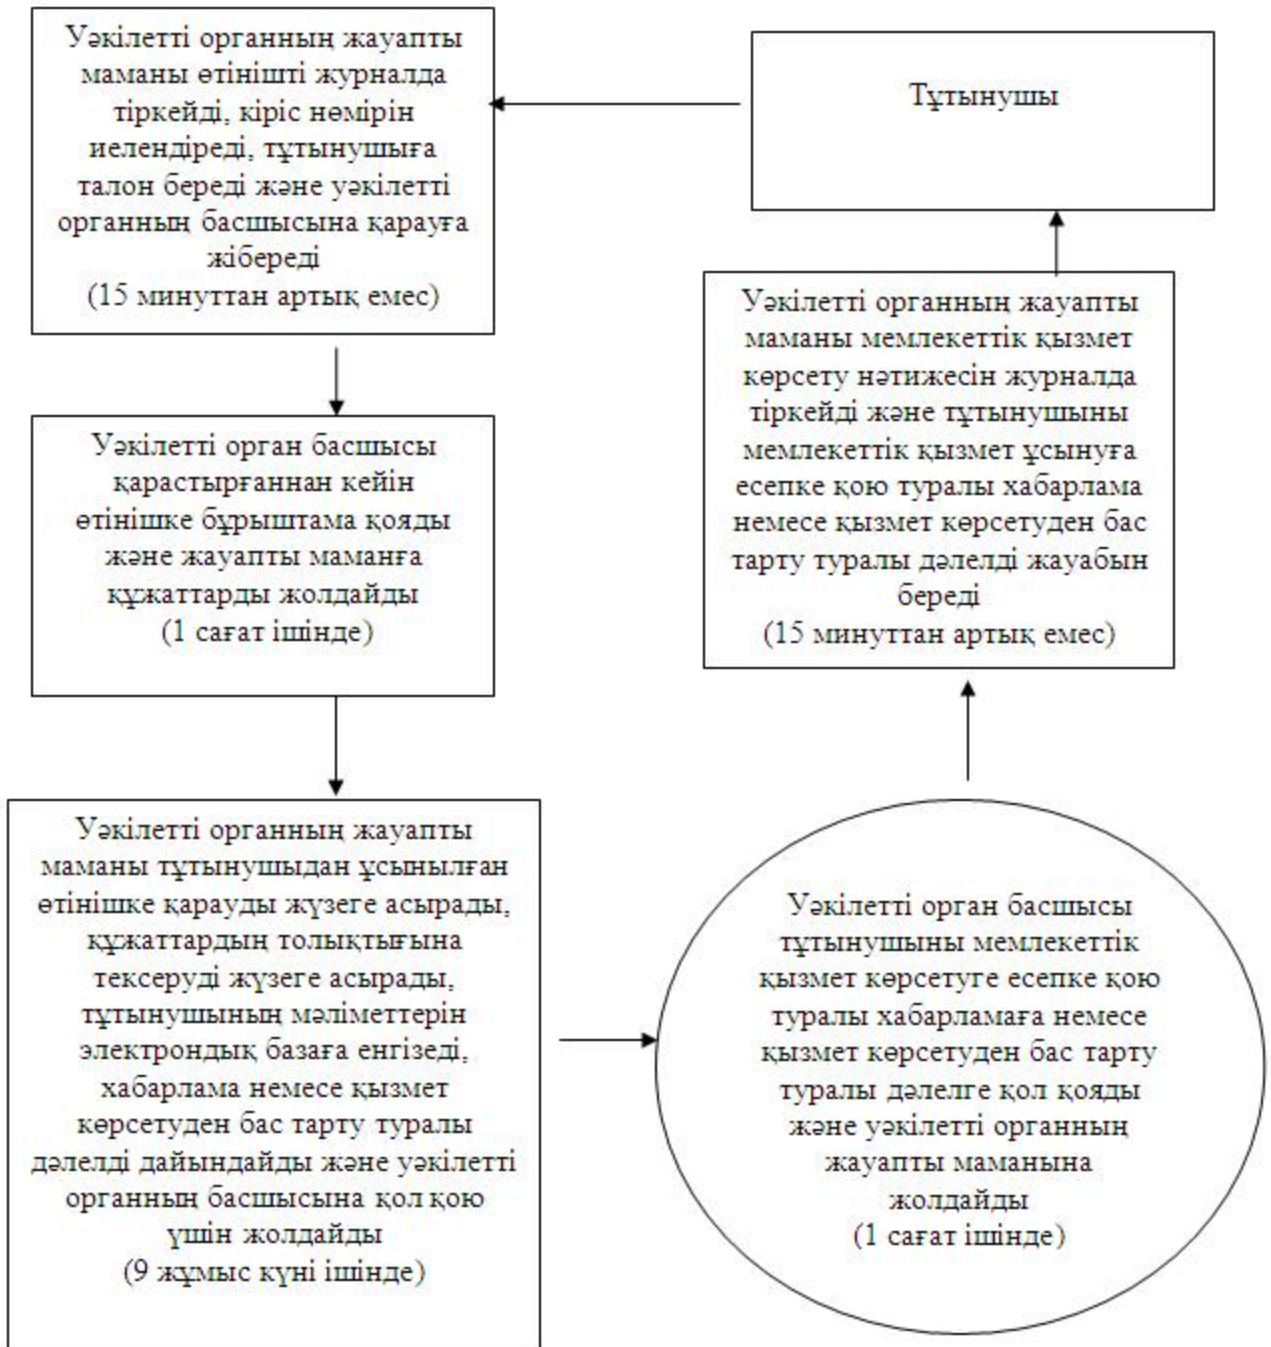 Уәкілетті органның жауапты
маманы өтінішті журналда
тіркейді, кіріс нөмірін
иелендіреді, тұтынушыға
талон береді және уәкілетті
органның басшысына қарауға
жібереді
(15 минуттан артық емес)
Тұтынушы
Уәкілетті орган басшысы
қарастырғаннан кейін
өтінішке бұрыштама қояды
және жауапты маманға
құжаттарды жолдайды
(1 сағат ішінде)
Уәкілетті органның жауапты
маманы мемлекеттік қызмет
көрсету нәтижесін журналда
тіркейді және тұтынушыны
мемлекеттік қызмет ұсынуға
есепке қою туралы хабарлама
немесе қызмет көрсетуден бас
тарту туралы дәлелді жауабын
береді
(15 минуттан артық емес)
Уәкілетті органның жауапты
маманы тұтынушыдан ұсынылған
өтінішке қарауды жүзеге асырады,
құжаттардың толықтығына
тексеруді жүзеге асырады,
тұтынушының мәліметтерін
электрондық базаға енгізеді,
хабарлама немесе қызмет
көрсетуден бас тарту туралы
дәлелді дайындайды және уәкілетті
органның басшысына қол қою
үшін жолдайды
(9 жұмыс күні ішінде)
Уәкілетті орган басшысы
тұтынушыны мемлекеттік
қызмет көрсетуге есепке қою
туралы хабарламаға немесе
қызмет көрсетуден бас тарту
туралы дәлелге қол қояды
және уәкілетті органның
жауапты маманына
жолдайды
(1 сағат ішінде)